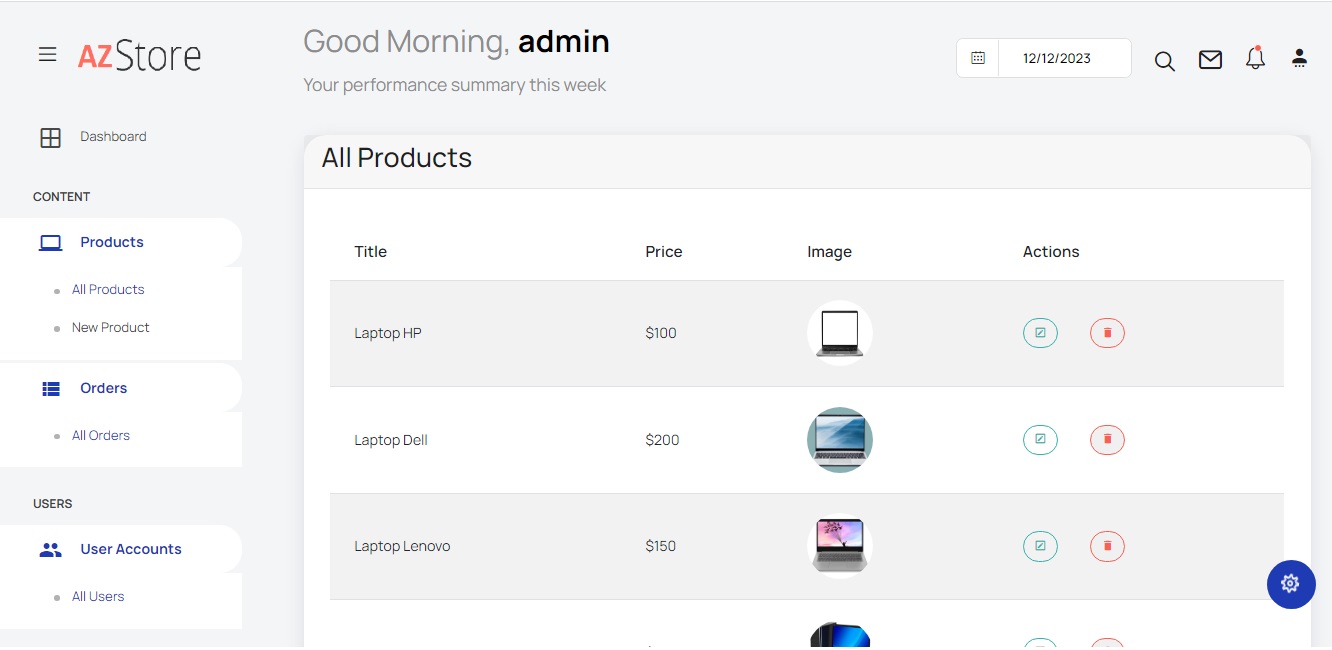 AZStore
Good Morning, admin
Your performance summary this week
12/12/2023
Dashboard
CONTENT
Products
All Products
New Product
Orders
All Orders
USERS
User Accounts
All Users
All Products
Title Price Image Actions
Laptop HP $100
Laptop Dell $200
Laptop Lenovo $150